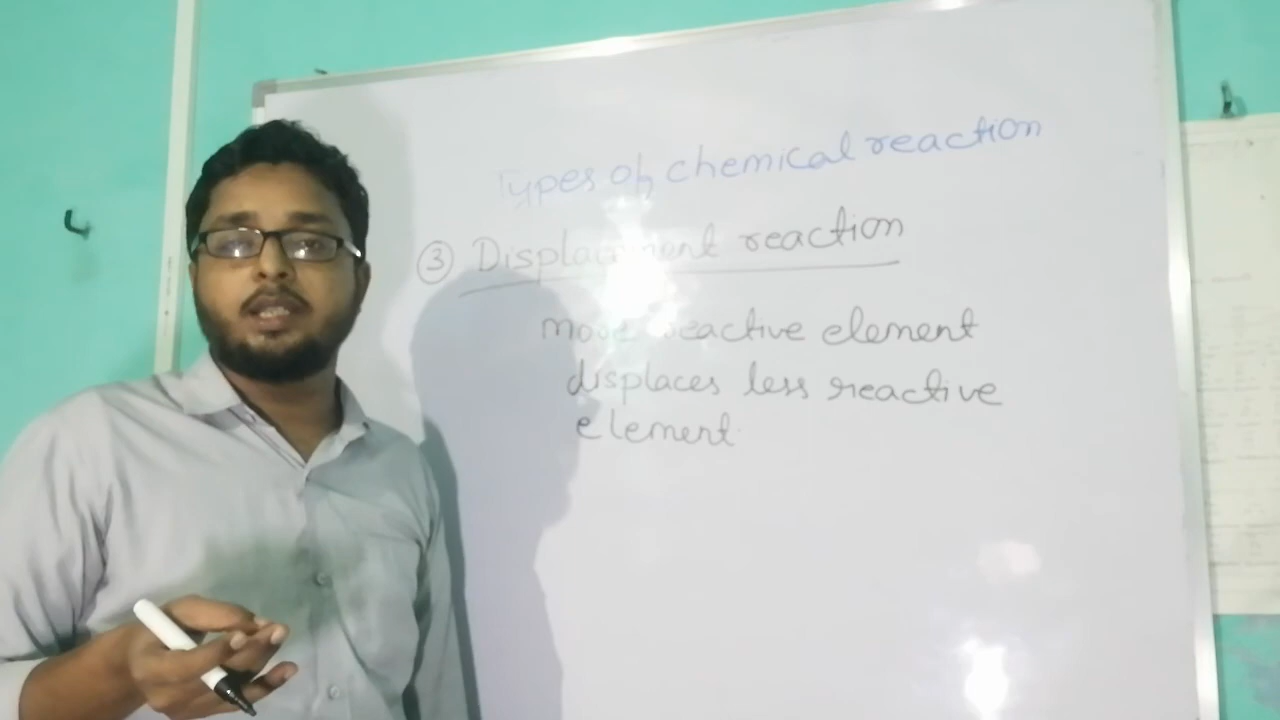 Types of chemical reaction
③ Displacement reaction
more reactive element
displaces less reactive
element